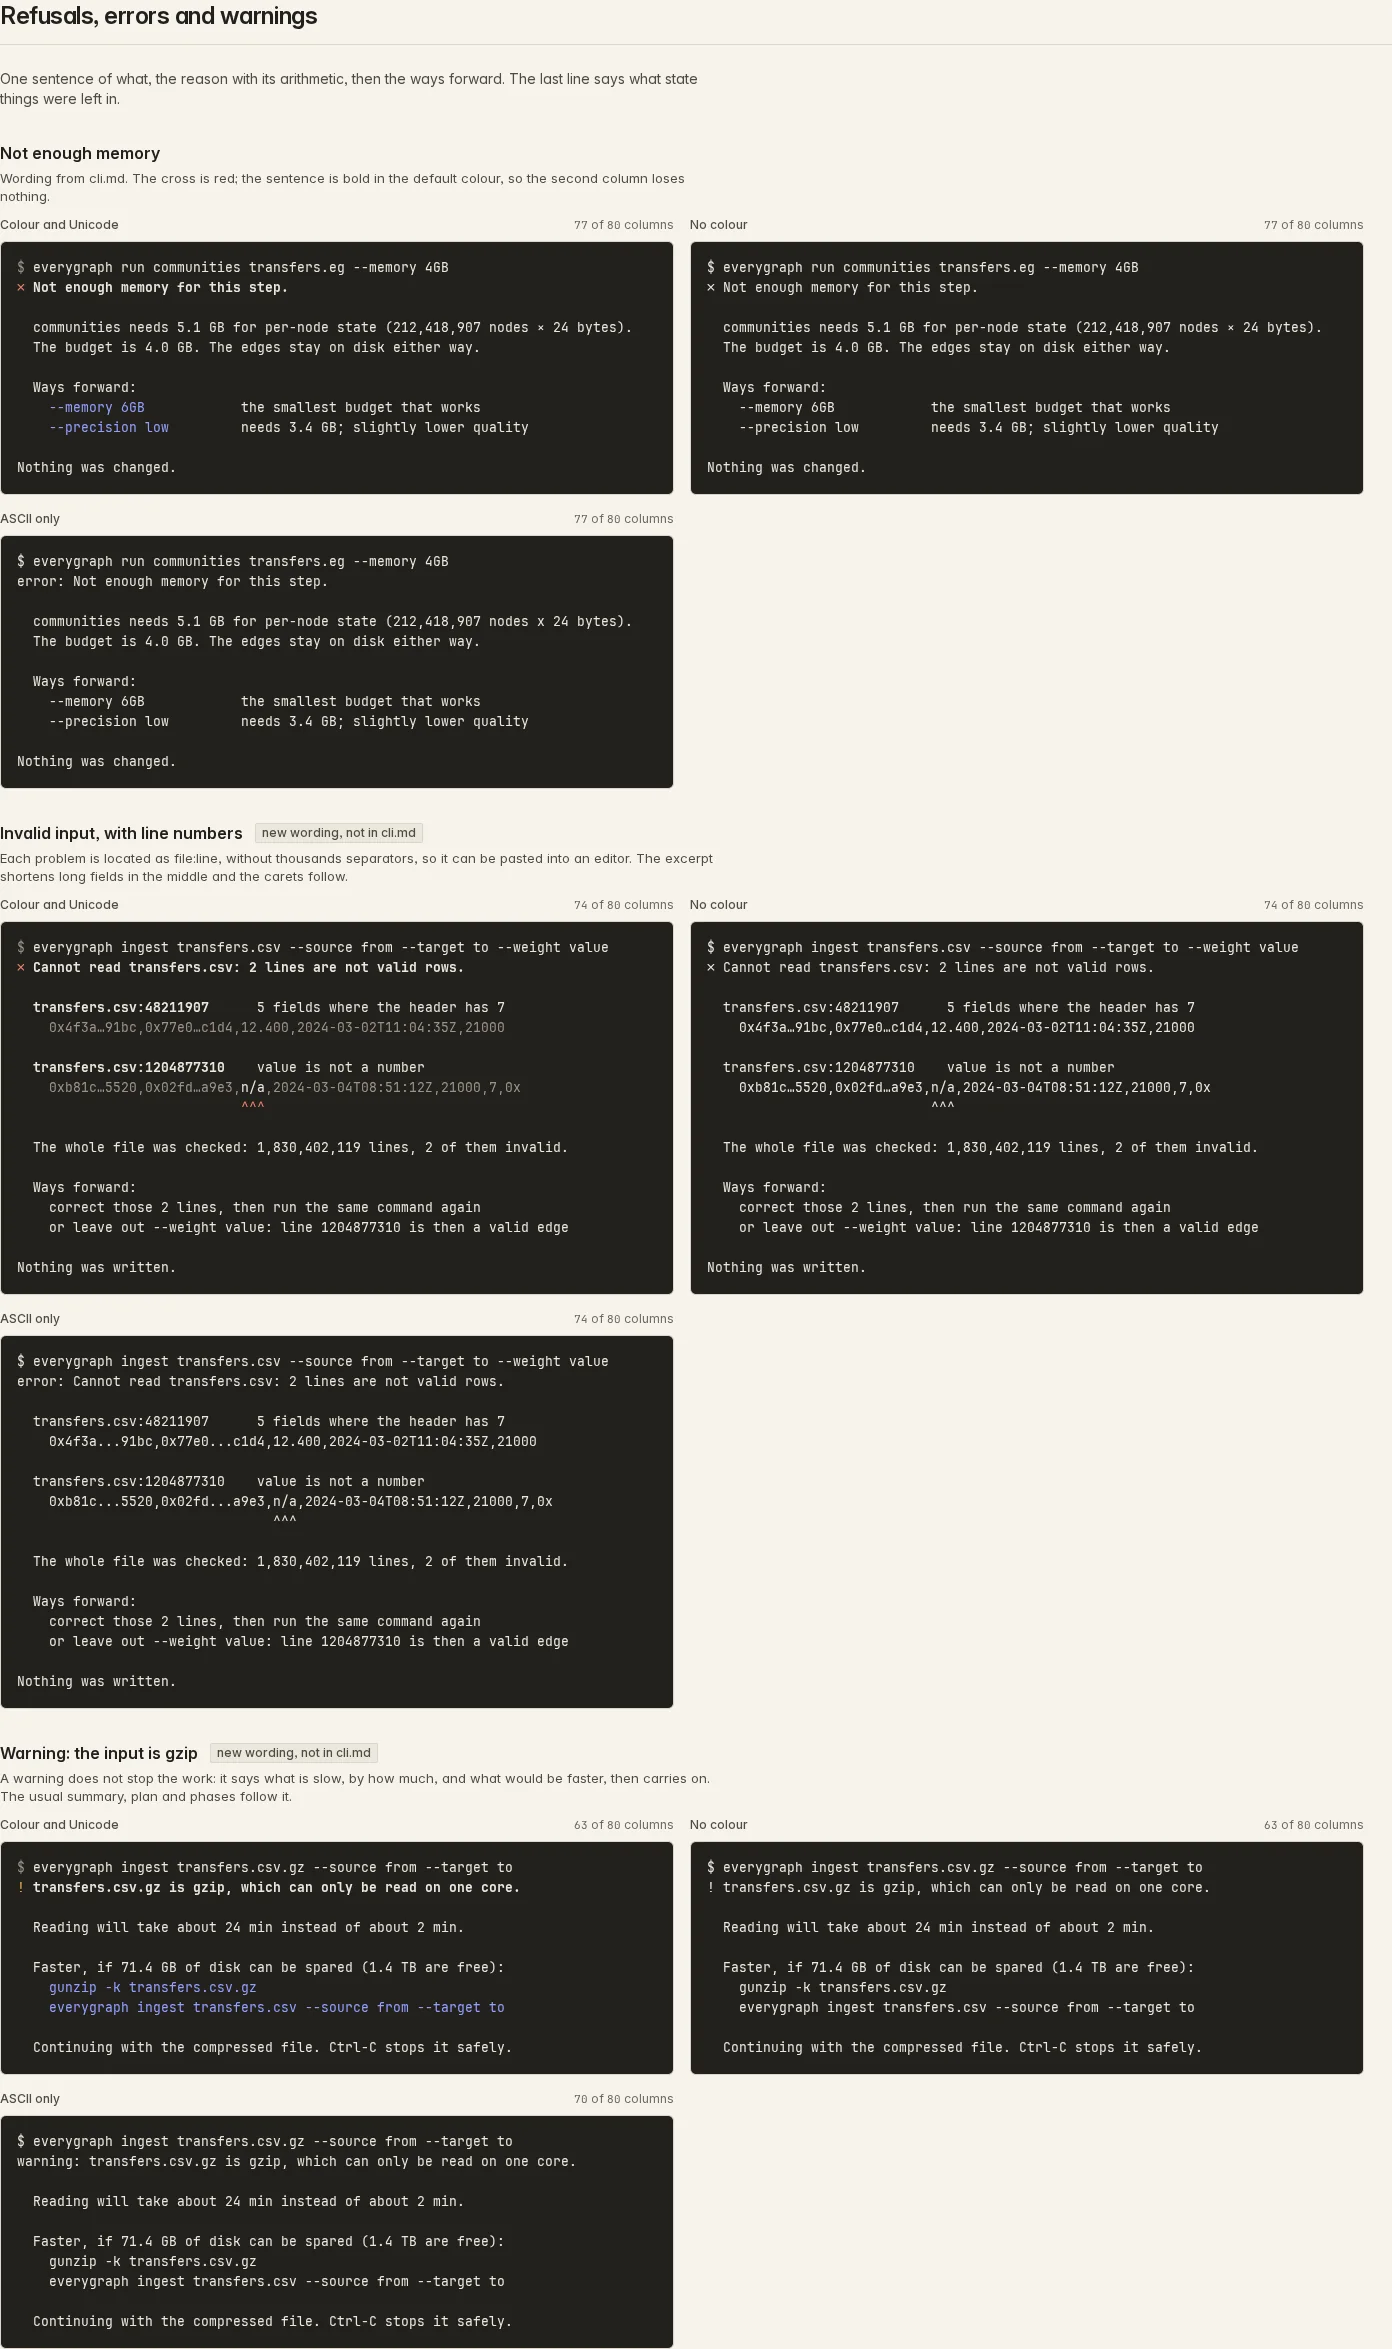 Refusals, errors and warnings
One sentence of what, the reason with its arithmetic, then the ways forward. The last line says what state
things were left in.
Not enough memory
Wording from cli.md. The cross is red; the sentence is bold in the default colour, so the second column loses
nothing.
Colour and Unicode 77 of 80 columns
$ everygraph run communities transfers.eg --memory 4GB
× Not enough memory for this step.
communities needs 5.1 GB for per-node state (212,418,907 nodes × 24 bytes).
The budget is 4.0 GB. The edges stay on disk either way.
Ways forward:
--memory 6GB the smallest budget that works
--precision low needs 3.4 GB; slightly lower quality
Nothing was changed.
No colour 77 of 80 columns
$ everygraph run communities transfers.eg --memory 4GB
× Not enough memory for this step.
communities needs 5.1 GB for per-node state (212,418,907 nodes × 24 bytes).
The budget is 4.0 GB. The edges stay on disk either way.
Ways forward:
--memory 6GB the smallest budget that works
--precision low needs 3.4 GB; slightly lower quality
Nothing was changed.
ASCII only 77 of 80 columns
$ everygraph run communities transfers.eg --memory 4GB
error: Not enough memory for this step.
communities needs 5.1 GB for per-node state (212,418,907 nodes x 24 bytes).
The budget is 4.0 GB. The edges stay on disk either way.
Ways forward:
--memory 6GB the smallest budget that works
--precision low needs 3.4 GB; slightly lower quality
Nothing was changed.
Invalid input, with line numbers new wording, not in cli.md
Each problem is located as file:line, without thousands separators, so it can be pasted into an editor. The excerpt
shortens long fields in the middle and the carets follow.
Colour and Unicode 74 of 80 columns
$ everygraph ingest transfers.csv --source from --target to --weight value
× Cannot read transfers.csv: 2 lines are not valid rows.
transfers.csv:48211907 5 fields where the header has 7
0x4f3a…91bc,0x77e0…c1d4,12.400,2024-03-02T11:04:35Z,21000
transfers.csv:1204877310 value is not a number
0xb81c…5520,0x02fd…a9e3,n/a,2024-03-04T08:51:12Z,21000,7,0x
^^^
The whole file was checked: 1,830,402,119 lines, 2 of them invalid.
Ways forward:
correct those 2 lines, then run the same command again
or leave out --weight value: line 1204877310 is then a valid edge
Nothing was written.
No colour 74 of 80 columns
$ everygraph ingest transfers.csv --source from --target to --weight value
× Cannot read transfers.csv: 2 lines are not valid rows.
transfers.csv:48211907 5 fields where the header has 7
0x4f3a…91bc,0x77e0…c1d4,12.400,2024-03-02T11:04:35Z,21000
transfers.csv:1204877310 value is not a number
0xb81c…5520,0x02fd…a9e3,n/a,2024-03-04T08:51:12Z,21000,7,0x
^^^
The whole file was checked: 1,830,402,119 lines, 2 of them invalid.
Ways forward:
correct those 2 lines, then run the same command again
or leave out --weight value: line 1204877310 is then a valid edge
Nothing was written.
ASCII only 74 of 80 columns
$ everygraph ingest transfers.csv --source from --target to --weight value
error: Cannot read transfers.csv: 2 lines are not valid rows.
transfers.csv:48211907 5 fields where the header has 7
0x4f3a...91bc,0x77e0...c1d4,12.400,2024-03-02T11:04:35Z,21000
transfers.csv:1204877310 value is not a number
0xb81c...5520,0x02fd...a9e3,n/a,2024-03-04T08:51:12Z,21000,7,0x
^^^
The whole file was checked: 1,830,402,119 lines, 2 of them invalid.
Ways forward:
correct those 2 lines, then run the same command again
or leave out --weight value: line 1204877310 is then a valid edge
Nothing was written.
Warning: the input is gzip new wording, not in cli.md
A warning does not stop the work: it says what is slow, by how much, and what would be faster, then carries on.
The usual summary, plan and phases follow it.
Colour and Unicode 63 of 80 columns
$ everygraph ingest transfers.csv.gz --source from --target to
! transfers.csv.gz is gzip, which can only be read on one core.
Reading will take about 24 min instead of about 2 min.
Faster, if 71.4 GB of disk can be spared (1.4 TB are free):
gunzip -k transfers.csv.gz
everygraph ingest transfers.csv --source from --target to
Continuing with the compressed file. Ctrl-C stops it safely.
No colour 63 of 80 columns
$ everygraph ingest transfers.csv.gz --source from --target to
! transfers.csv.gz is gzip, which can only be read on one core.
Reading will take about 24 min instead of about 2 min.
Faster, if 71.4 GB of disk can be spared (1.4 TB are free):
gunzip -k transfers.csv.gz
everygraph ingest transfers.csv --source from --target to
Continuing with the compressed file. Ctrl-C stops it safely.
ASCII only 70 of 80 columns
$ everygraph ingest transfers.csv.gz --source from --target to
warning: transfers.csv.gz is gzip, which can only be read on one core.
Reading will take about 24 min instead of about 2 min.
Faster, if 71.4 GB of disk can be spared (1.4 TB are free):
gunzip -k transfers.csv.gz
everygraph ingest transfers.csv --source from --target to
Continuing with the compressed file. Ctrl-C stops it safely.